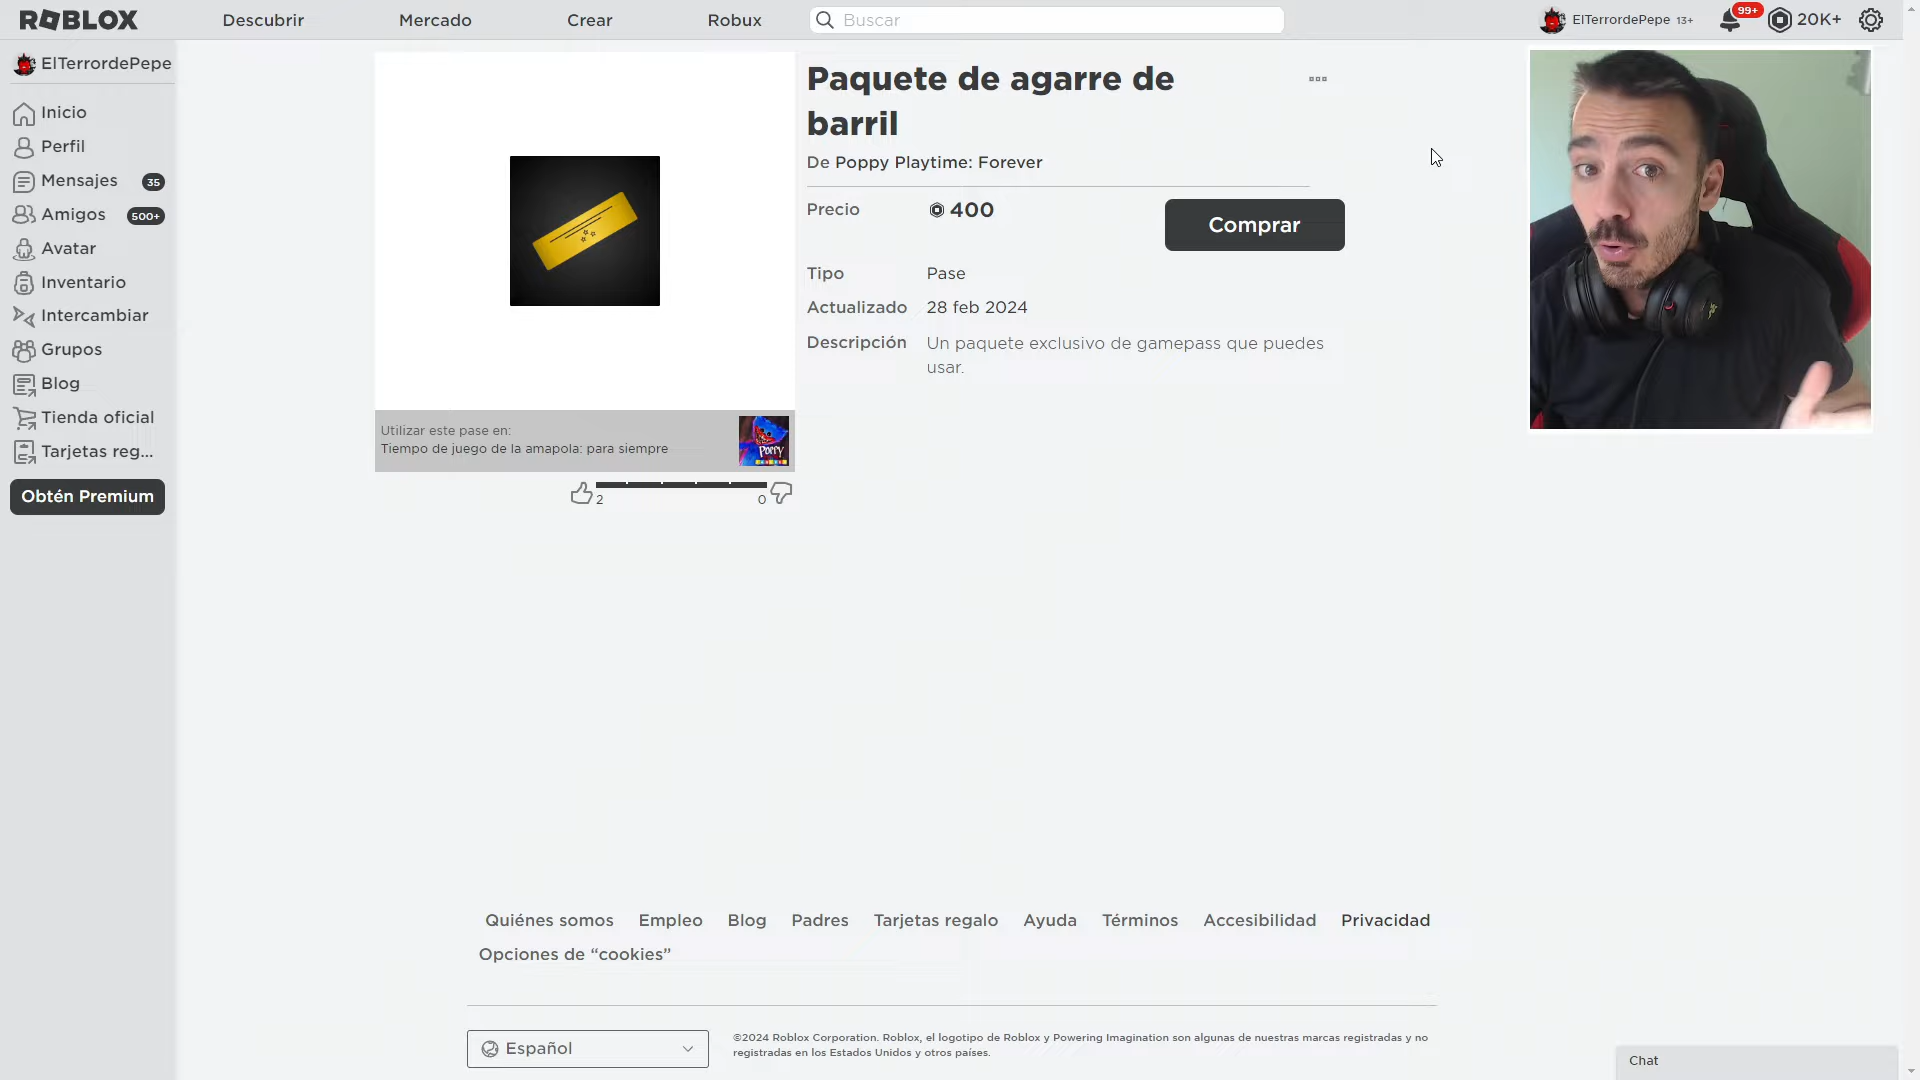 ROBLOX
Descubrir
Mercado
Crear
Robux
Buscar
ElTerrordePepe 13+
99+
20K+
ElTerrordePepe
Inicio
Perfil
Mensajes 35
Amigos 500+
Avatar
Inventario
Intercambiar
Grupos
Blog
Tienda oficial
Tarjetas reg...
Obtén Premium
Paquete de agarre de
barril
De Poppy Playtime: Forever
Precio 400
Comprar
Tipo Pase
Actualizado 28 feb 2024
Descripción Un paquete exclusivo de gamepass que puedes
usar.
Utilizar este pase en:
Tiempo de juego de la amapola: para siempre
POPPY
2
0
Quiénes somos Empleo Blog Padres Tarjetas regalo Ayuda Términos Accesibilidad Privacidad
Opciones de “cookies”
Español
©2024 Roblox Corporation. Roblox, el logotipo de Roblox y Powering Imagination son algunas de nuestras marcas registradas y no
registradas en los Estados Unidos y otros países.
Chat